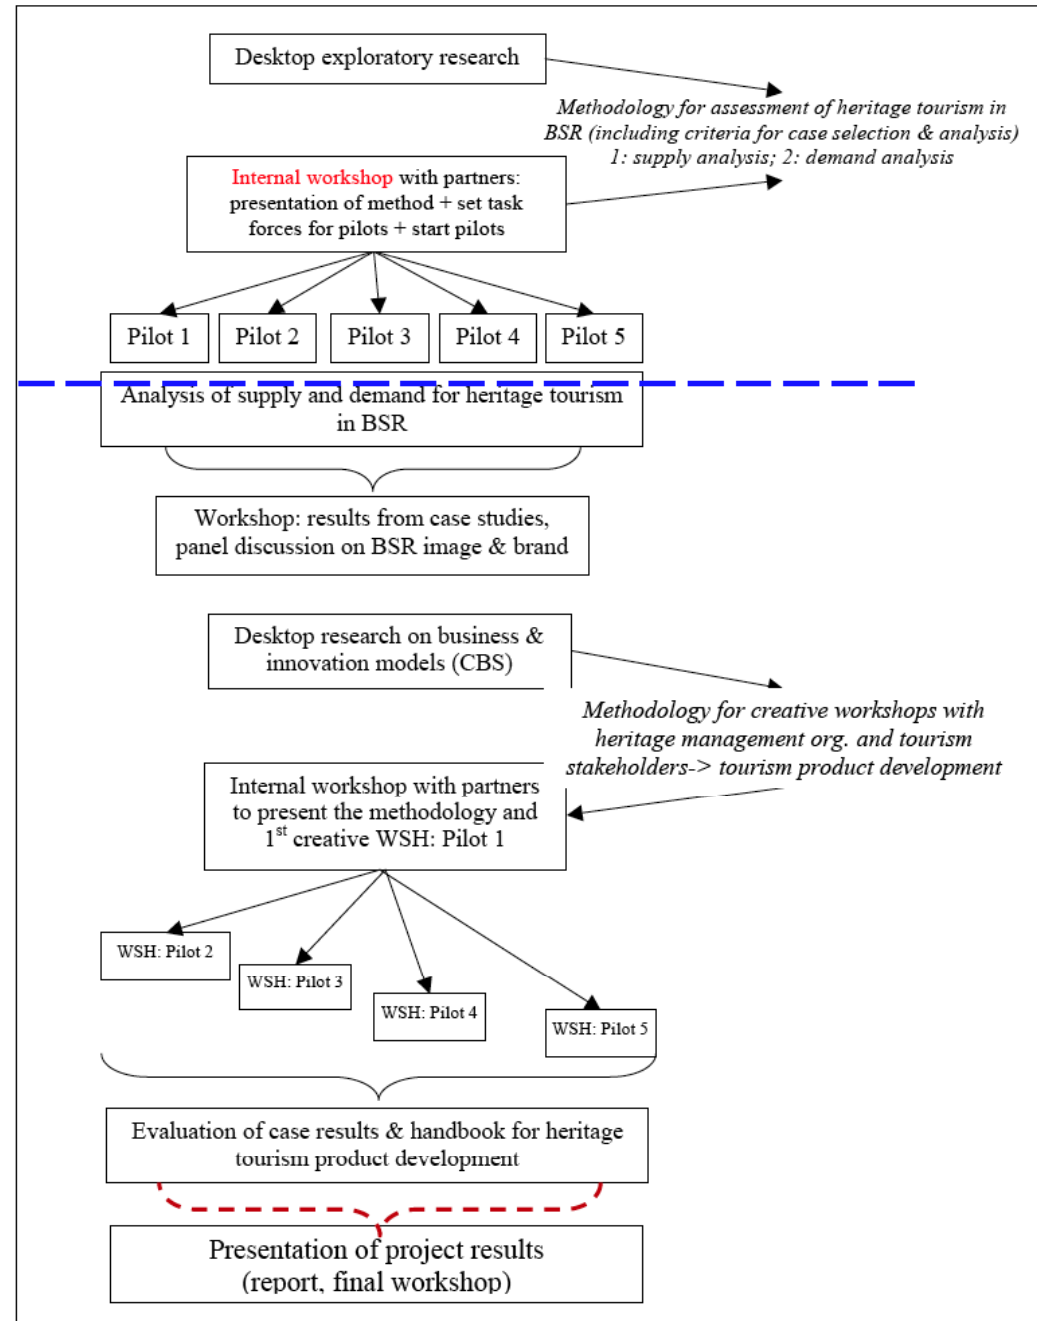 Desktop exploratory research
Methodology for assessment of heritage tourism in
BSR (including criteria for case selection & analysis)
1: supply analysis; 2: demand analysis
Internal workshop with partners:
presentation of method + set task
forces for pilots + start pilots
Pilot 1
Pilot 2
Pilot 3
Pilot 4
Pilot 5
Analysis of supply and demand for heritage tourism
in BSR
Workshop: results from case studies,
panel discussion on BSR image & brand
Desktop research on business &
innovation models (CBS)
Methodology for creative workshops with
heritage management org. and tourism
stakeholders-> tourism product development
Internal workshop with partners
to present the methodology and
1st creative WSH: Pilot 1
WSH: Pilot 2
WSH: Pilot 3
WSH: Pilot 4
WSH: Pilot 5
Evaluation of case results & handbook for heritage
tourism product development
Presentation of project results
(report, final workshop)